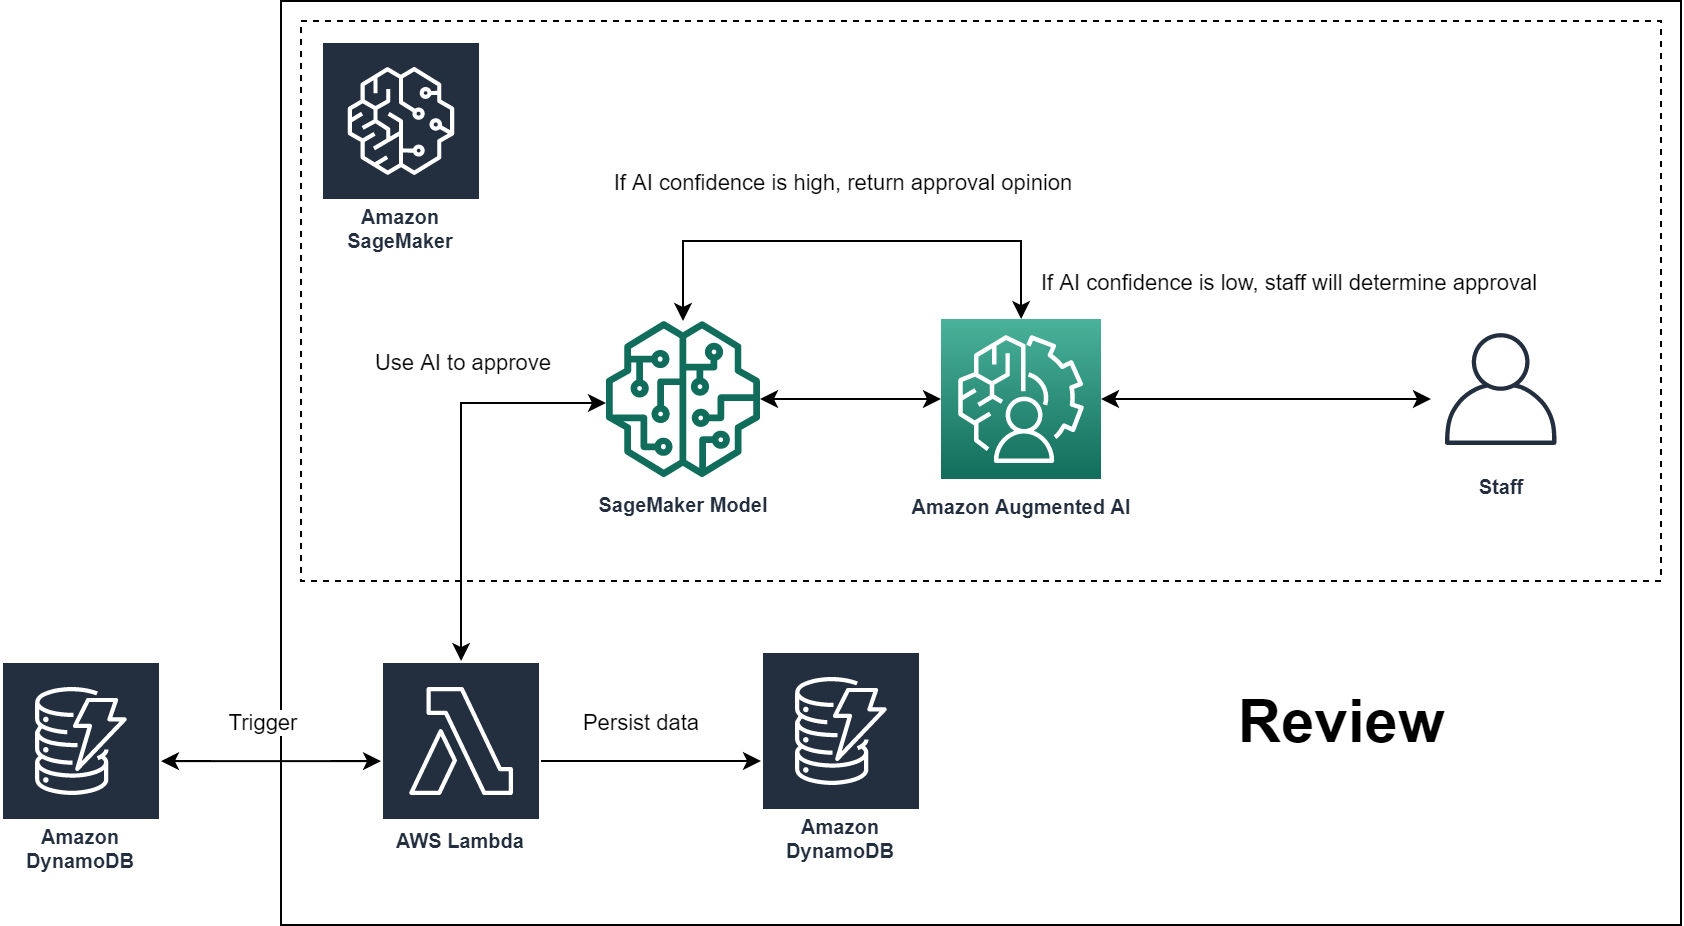 Amazon
SageMaker
If AI confidence is high, return approval opinion
If AI confidence is low, staff will determine approval
Use AI to approve
SageMaker Model
Amazon Augmented AI
Staff
Trigger
Persist data
Review
Amazon
DynamoDB
AWS Lambda
Amazon
DynamoDB